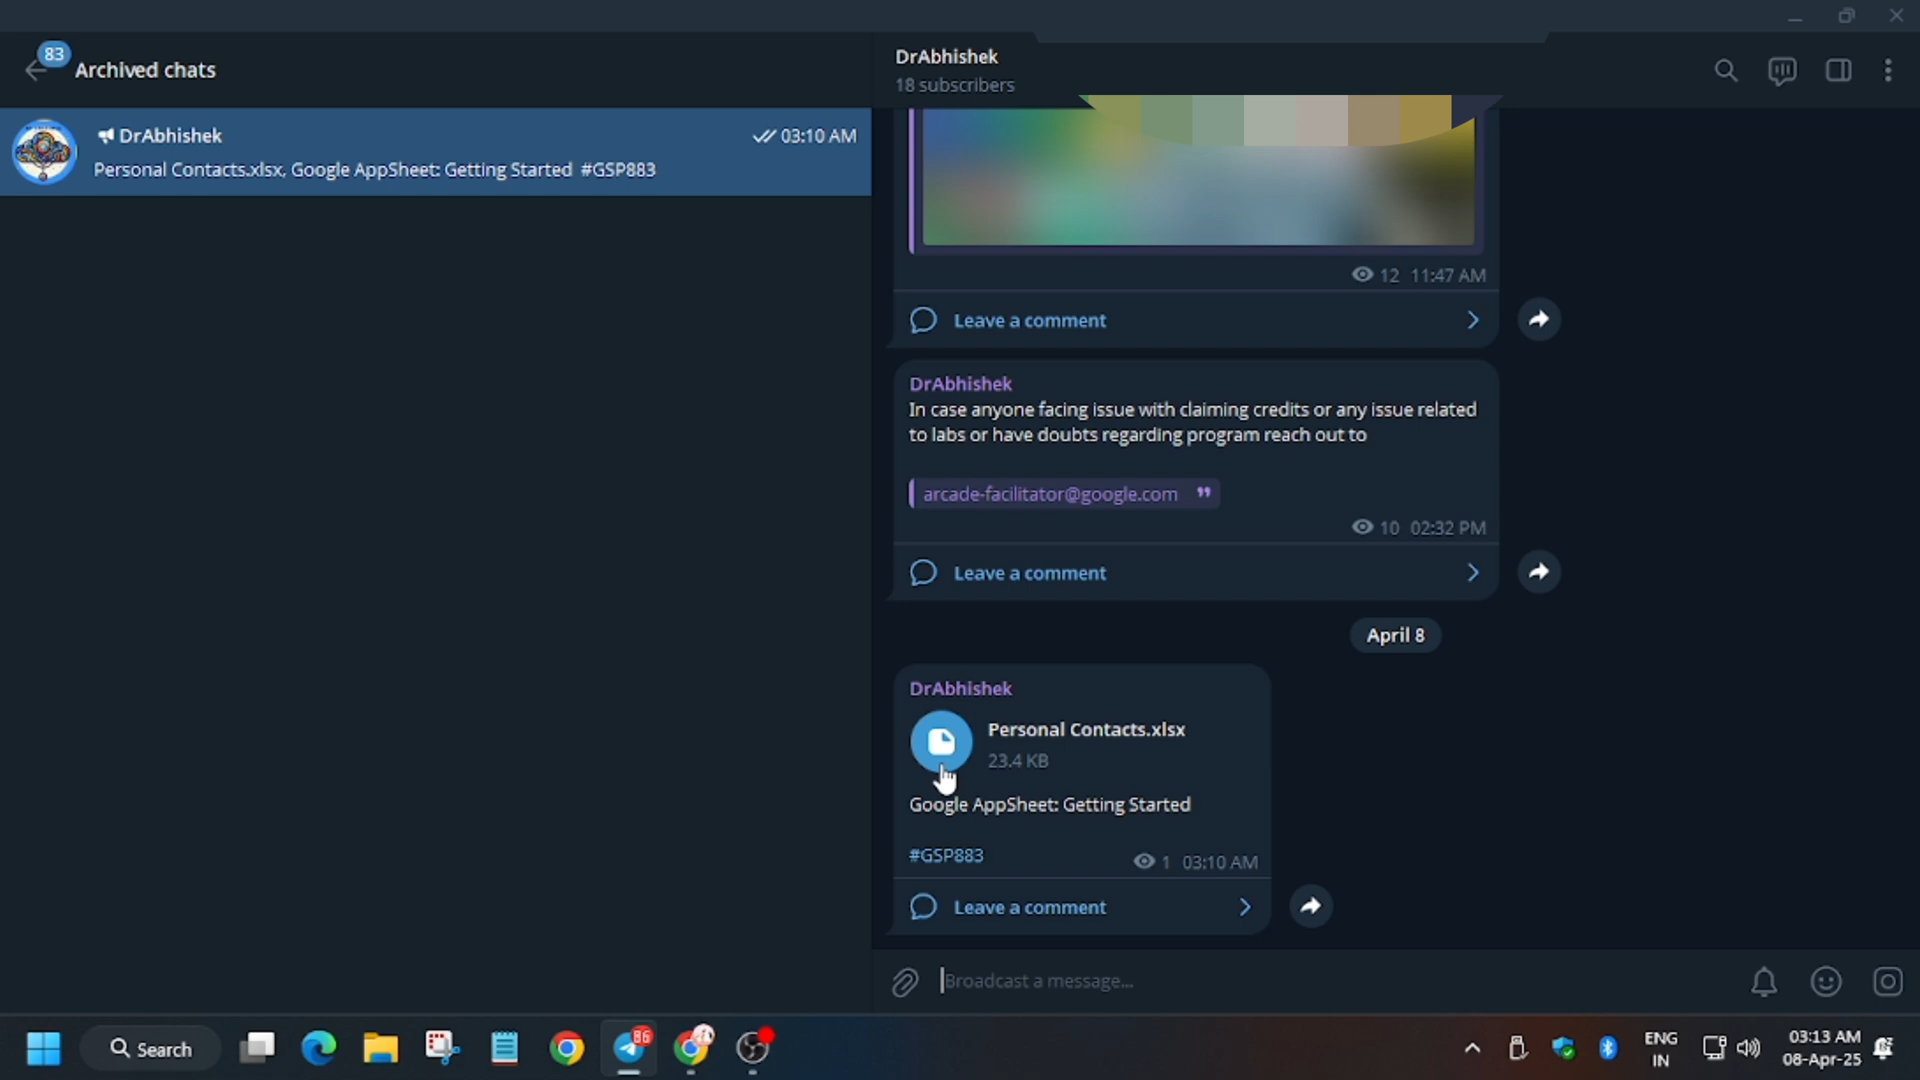 83
Archived chats
DrAbhishek
03:10 AM
Personal Contacts.xlsx, Google AppSheet: Getting Started #GSP883
DrAbhishek
18 subscribers
12 11:47 AM
Leave a comment
DrAbhishek
In case anyone facing issue with claiming credits or any issue related
to labs or have doubts regarding program reach out to
arcade-facilitator@google.com
10 02:32 PM
Leave a comment
April 8
DrAbhishek
Personal Contacts.xlsx
23.4 KB
Google AppSheet: Getting Started
#GSP883
1 03:10 AM
Leave a comment
Broadcast a message...
Search
86
ENG
IN
03:13 AM
08-Apr-25